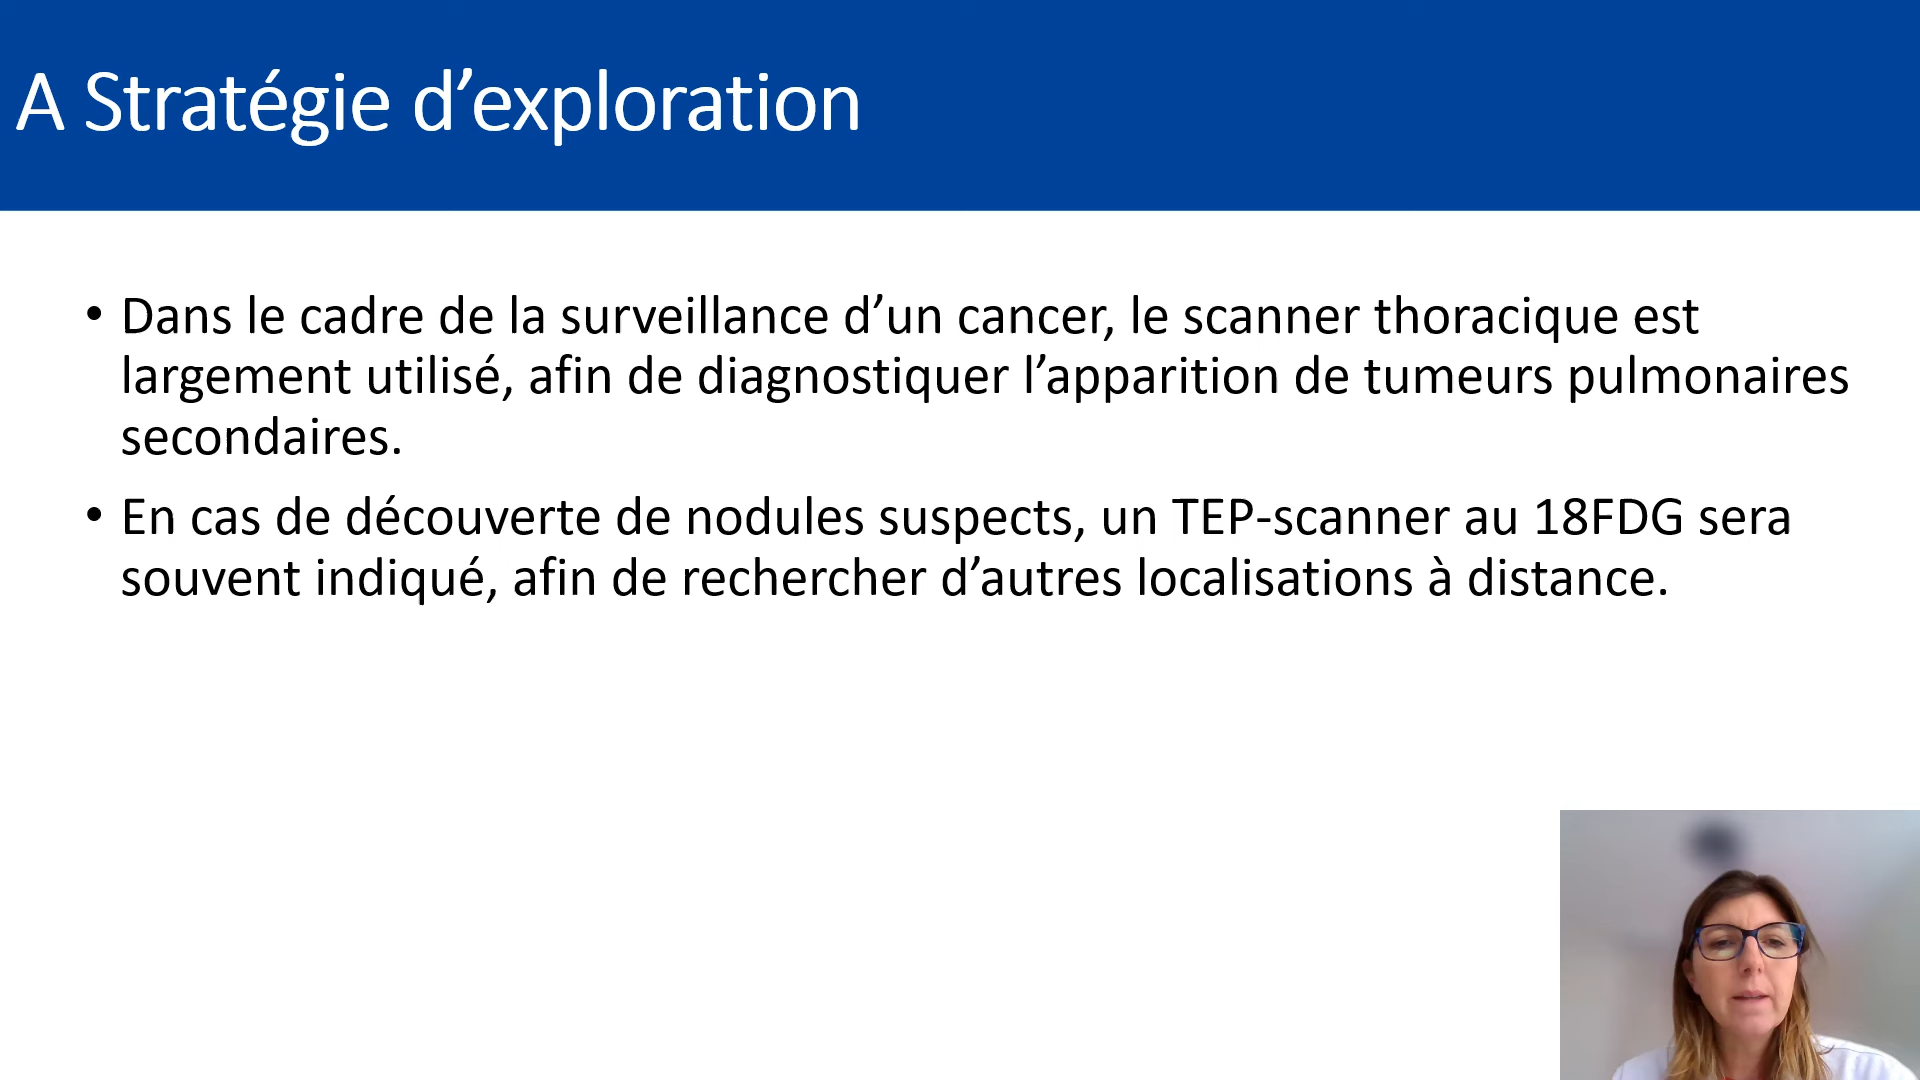 A Stratégie d’exploration
• Dans le cadre de la surveillance d’un cancer, le scanner thoracique est
largement utilisé, afin de diagnostiquer l’apparition de tumeurs pulmonaires
secondaires.
• En cas de découverte de nodules suspects, un TEP-scanner au 18FDG sera
souvent indiqué, afin de rechercher d’autres localisations à distance.